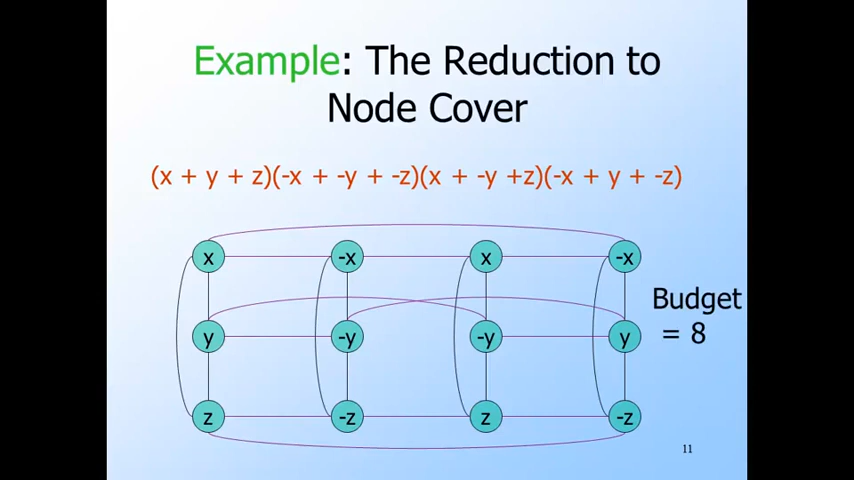 Example: The Reduction to
Node Cover
(x + y + z)(-x + -y + -z)(x + -y +z)(-x + y + -z)
x -x x -x
Budget
= 8
y -y -y y
z -z z -z
11